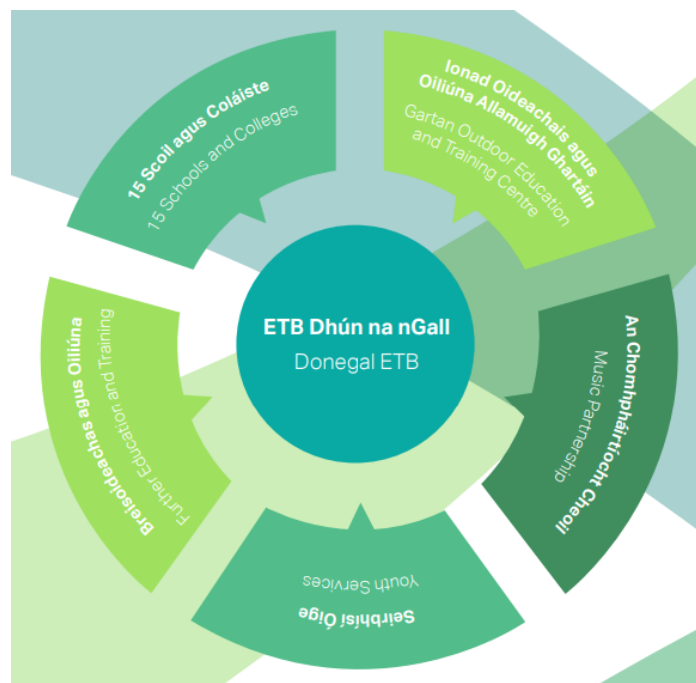 ETB Dhún na nGall
Donegal ETB
15 Scoil agus Coláiste
15 Schools and Colleges
Ionad Oideachais agus
Oiliúna Allamuigh Ghartáin
Gartan Outdoor Education
and Training Centre
An Chomhpháirtíocht Cheoil
Music Partnership
Seirbhísí Óige
Youth Services
Breisoideachas agus Oiliúna
Further Education and Training